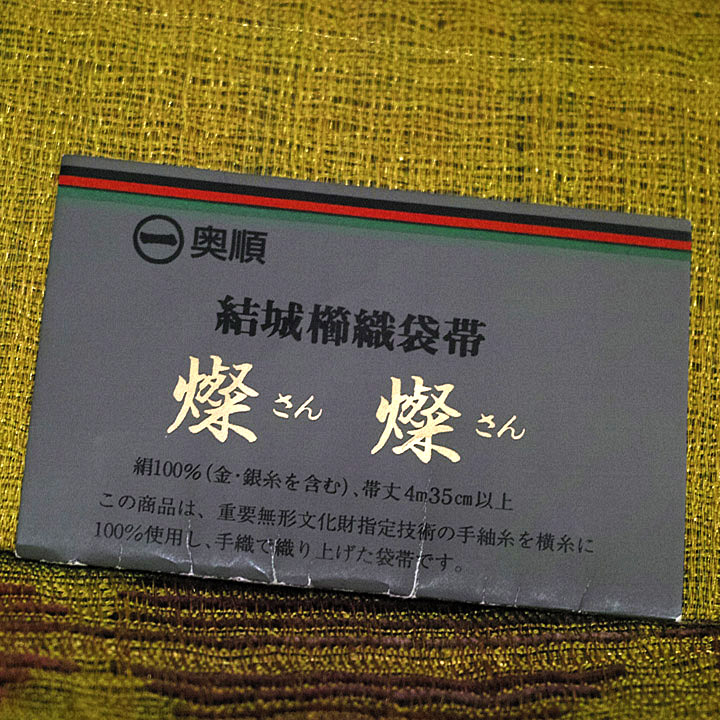 一 奥順
結城櫛織袋帯
燦さん 燦さん
絹100%(金・銀糸を含む)、帯丈4m35cm以上
この商品は、重要無形文化財指定技術の手紬糸を横糸に
100%使用し、手織で織り上げた袋帯です。